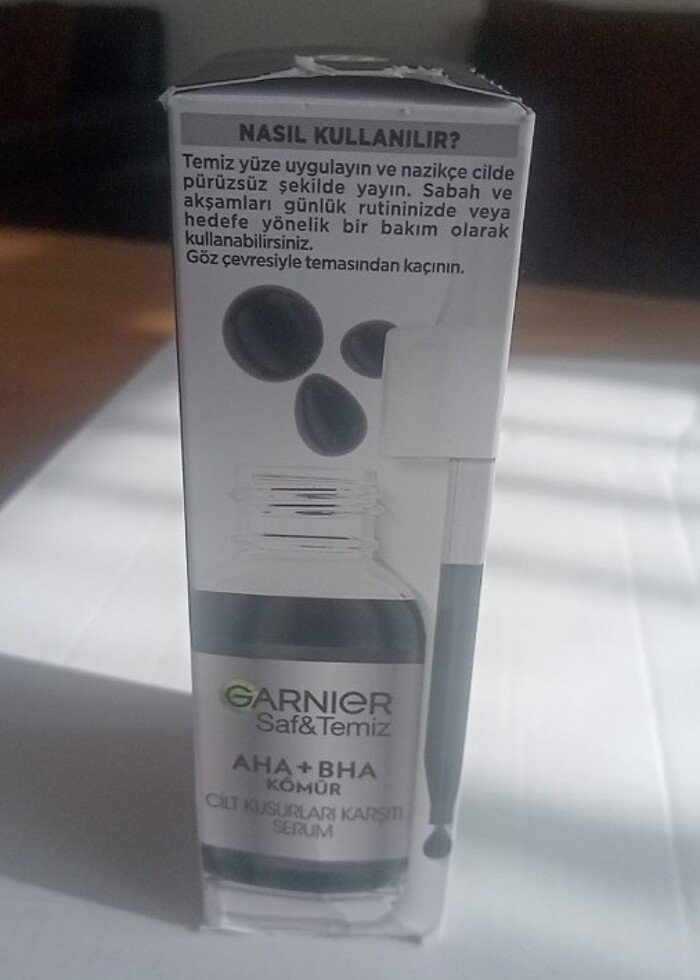 NASIL KULLANILIR?
Temiz yüze uygulayın ve nazikçe cilde
pürüzsüz şekilde yayın. Sabah ve
akşamları günlük rutininizde veya
hedefe yönelik bir bakım olarak
kullanabilirsiniz.
Göz çevresiyle temasından kaçının.
GARNIER
Saf&Temiz
AHA+BHA
KÖMÜR
CİLT KUSURLARI KARŞITI
SERUM